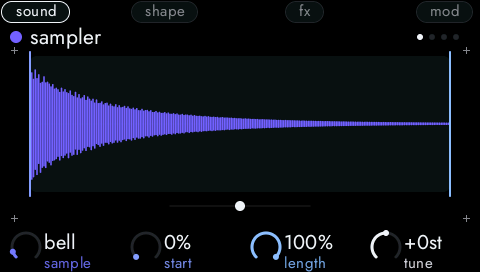 sound shape fx mod
sampler
bell 0% 100% +0st
sample start length tune